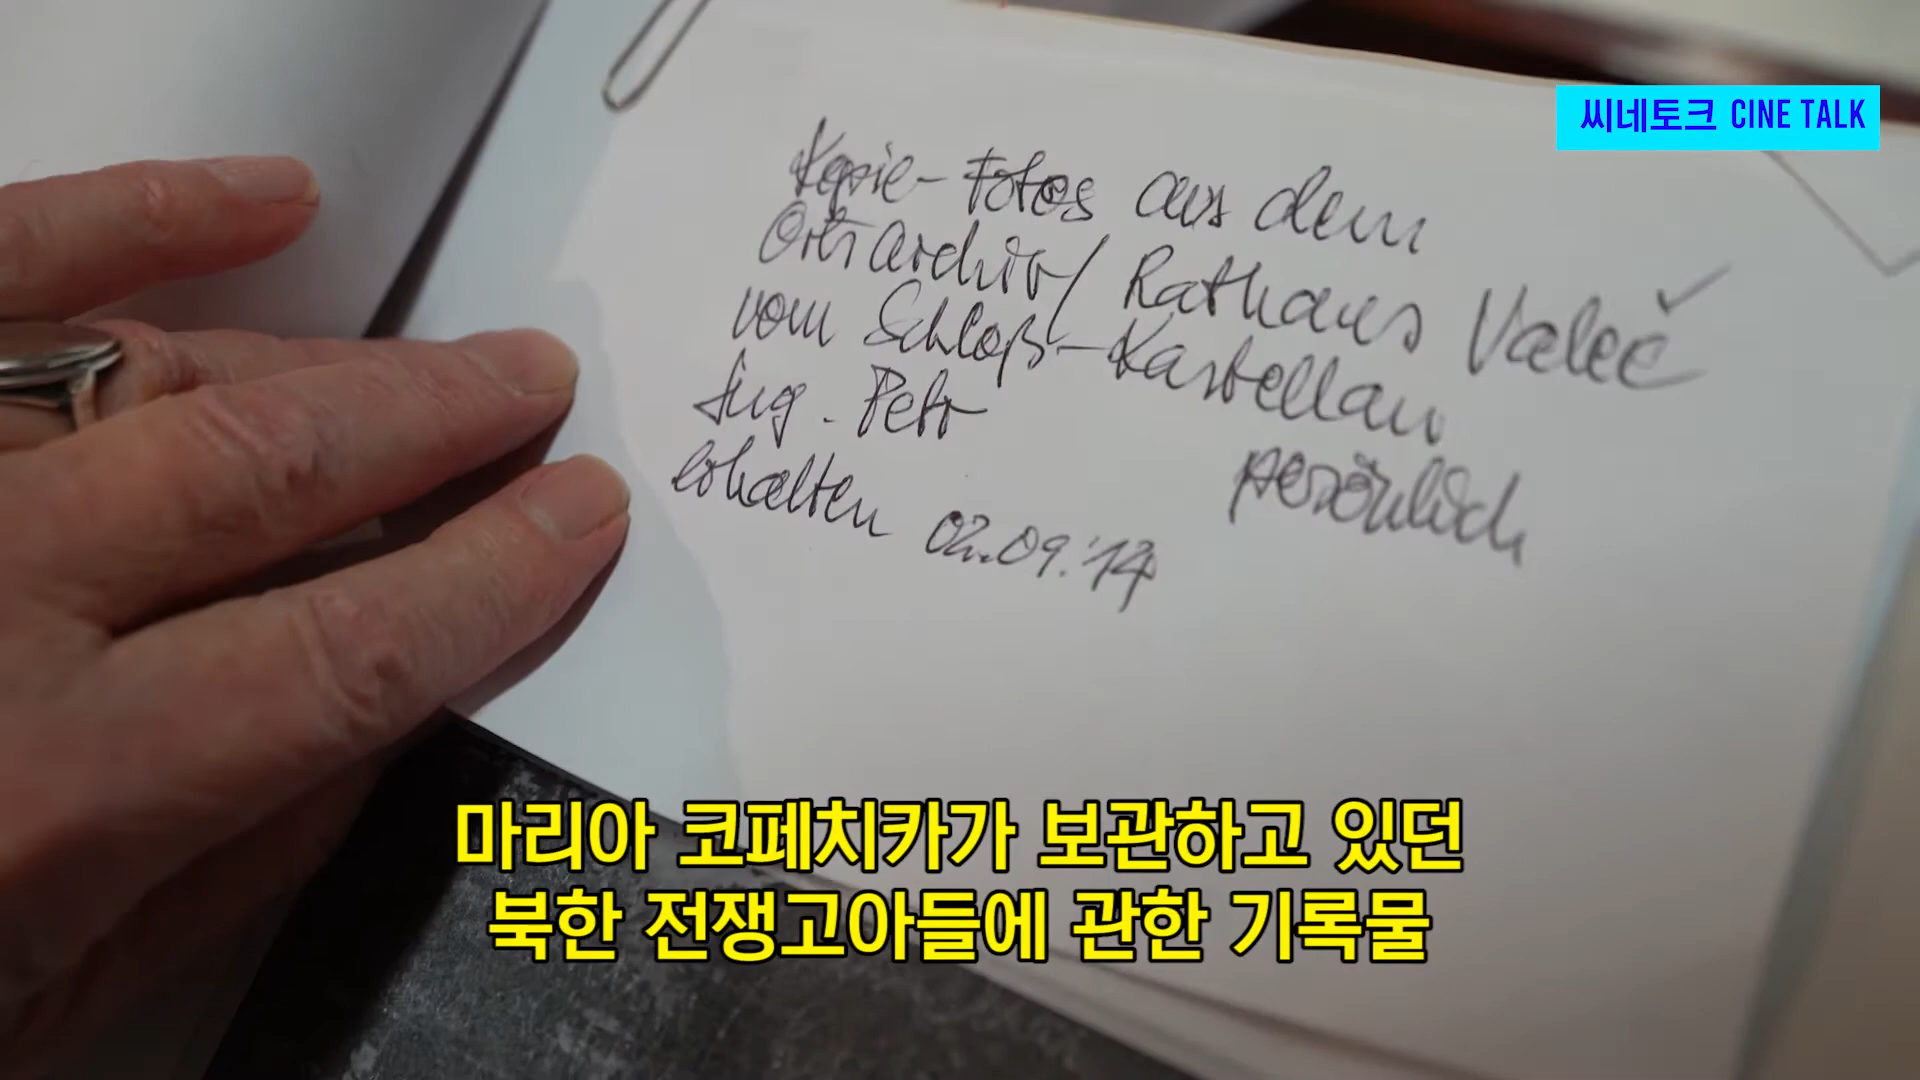 씨네토크 CINE TALK
Kopie-Fotos aus dem
Ortsarchiv/Rathaus Valeč
vom Schloß-Kastellan
Ing. Petr persönlich
erhalten 02.09.'14
마리아 코페치카가 보관하고 있던
북한 전쟁고아들에 관한 기록물